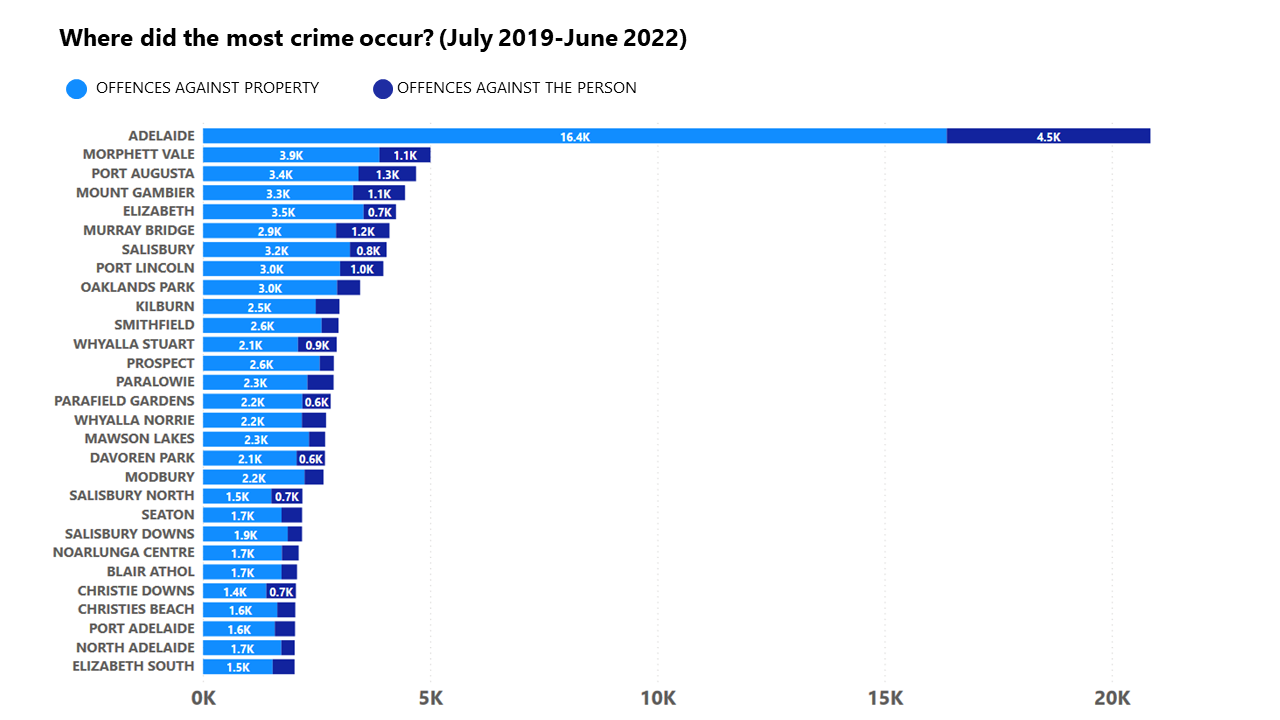 Where did the most crime occur? (July 2019-June 2022)
OFFENCES AGAINST PROPERTY OFFENCES AGAINST THE PERSON
ADELAIDE 16.4K 4.5K
MORPHETT VALE 3.9K 1.1K
PORT AUGUSTA 3.4K 1.3K
MOUNT GAMBIER 3.3K 1.1K
ELIZABETH 3.5K 0.7K
MURRAY BRIDGE 2.9K 1.2K
SALISBURY 3.2K 0.8K
PORT LINCOLN 3.0K 1.0K
OAKLANDS PARK 3.0K
KILBURN 2.5K
SMITHFIELD 2.6K
WHYALLA STUART 2.1K 0.9K
PROSPECT 2.6K
PARALOWIE 2.3K
PARAFIELD GARDENS 2.2K 0.6K
WHYALLA NORRIE 2.2K
MAWSON LAKES 2.3K
DAVOREN PARK 2.1K 0.6K
MODBURY 2.2K
SALISBURY NORTH 1.5K 0.7K
SEATON 1.7K
SALISBURY DOWNS 1.9K
NOARLUNGA CENTRE 1.7K
BLAIR ATHOL 1.7K
CHRISTIE DOWNS 1.4K 0.7K
CHRISTIES BEACH 1.6K
PORT ADELAIDE 1.6K
NORTH ADELAIDE 1.7K
ELIZABETH SOUTH 1.5K
0K 5K 10K 15K 20K